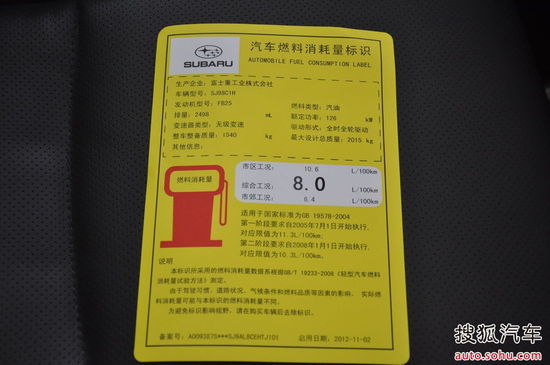 SUBARU
汽车燃料消耗量标识
AUTOMOBILE FUEL CONSUMPTION LABEL
生产企业：富士重工业株式会社
车辆型号：SJ98C1H
发动机型号：FB25 燃料类型：汽油
排量：2498 mL 额定功率：126 kW
变速器类型：无级变速 驱动形式：全时全轮驱动
整车整备质量：1540 kg 最大设计总质量：2015 kg
其他信息：
燃料消耗量
市区工况： 10.6 L/100km
综合工况： 8.0 L/100km
市郊工况： 6.4 L/100km
适用于国家标准为GB 19578-2004
第一阶段要求自2005年7月1日开始执行，
对应限值为11.3L/100km；
第二阶段要求自2008年1月1日开始执行，
对应限值为10.3L/100km。
说明
本标识所采用的燃料消耗量数据系根据GB/T 19233-2008《轻型汽车燃料
消耗量试验方法》测定。
由于驾驶习惯、道路状况、气候条件和燃料品质等因素的影响，实际燃
料消耗量可能与本标识的燃料消耗量不同。
为避免标识影响视野，请在购买车辆后去除标识。
备案号： 启用日期：2012-11-02
搜狐汽车
auto.sohu.com